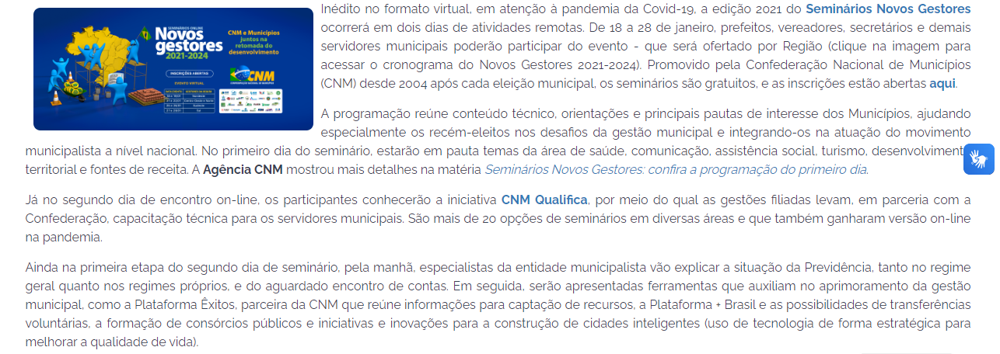 SEMINÁRIOS ONLINE
Novos
gestores
2021-2024
CNM e Municípios
juntos na
retomada do
desenvolvimento
INSCRIÇÕES ABERTAS
EVENTO VIRTUAL
CNM
Inédito no formato virtual, em atenção à pandemia da Covid-19, a edição 2021 do Seminários Novos Gestores
ocorrerá em dois dias de atividades remotas. De 18 a 28 de janeiro, prefeitos, vereadores, secretários e demais
servidores municipais poderão participar do evento - que será ofertado por Região (clique na imagem para
acessar o cronograma do Novos Gestores 2021-2024). Promovido pela Confederação Nacional de Municípios
(CNM) desde 2004 após cada eleição municipal, os seminários são gratuitos, e as inscrições estão abertas aqui.
A programação reúne conteúdo técnico, orientações e principais pautas de interesse dos Municípios, ajudando
especialmente os recém-eleitos nos desafios da gestão municipal e integrando-os na atuação do movimento
municipalista a nível nacional. No primeiro dia do seminário, estarão em pauta temas da área de saúde, comunicação, assistência social, turismo, desenvolviment
territorial e fontes de receita. A Agência CNM mostrou mais detalhes na matéria Seminários Novos Gestores: confira a programação do primeiro dia.
Já no segundo dia de encontro on-line, os participantes conhecerão a iniciativa CNM Qualifica, por meio do qual as gestões filiadas levam, em parceria com a
Confederação, capacitação técnica para os servidores municipais. São mais de 20 opções de seminários em diversas áreas e que também ganharam versão on-line
na pandemia.
Ainda na primeira etapa do segundo dia de seminário, pela manhã, especialistas da entidade municipalista vão explicar a situação da Previdência, tanto no regime
geral quanto nos regimes próprios, e do aguardado encontro de contas. Em seguida, serão apresentadas ferramentas que auxiliam no aprimoramento da gestão
municipal, como a Plataforma Êxitos, parceira da CNM que reúne informações para captação de recursos, a Plataforma + Brasil e as possibilidades de transferências
voluntárias, a formação de consórcios públicos e iniciativas e inovações para a construção de cidades inteligentes (uso de tecnologia de forma estratégica para
melhorar a qualidade de vida).